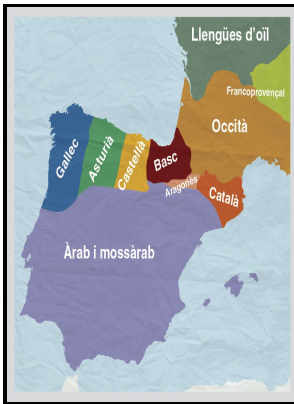 Llengües d'oïl
Francoprovençal
Occità
Gallec
Asturià
Castellà
Basc
Aragonès
Català
Àrab i mossàrab